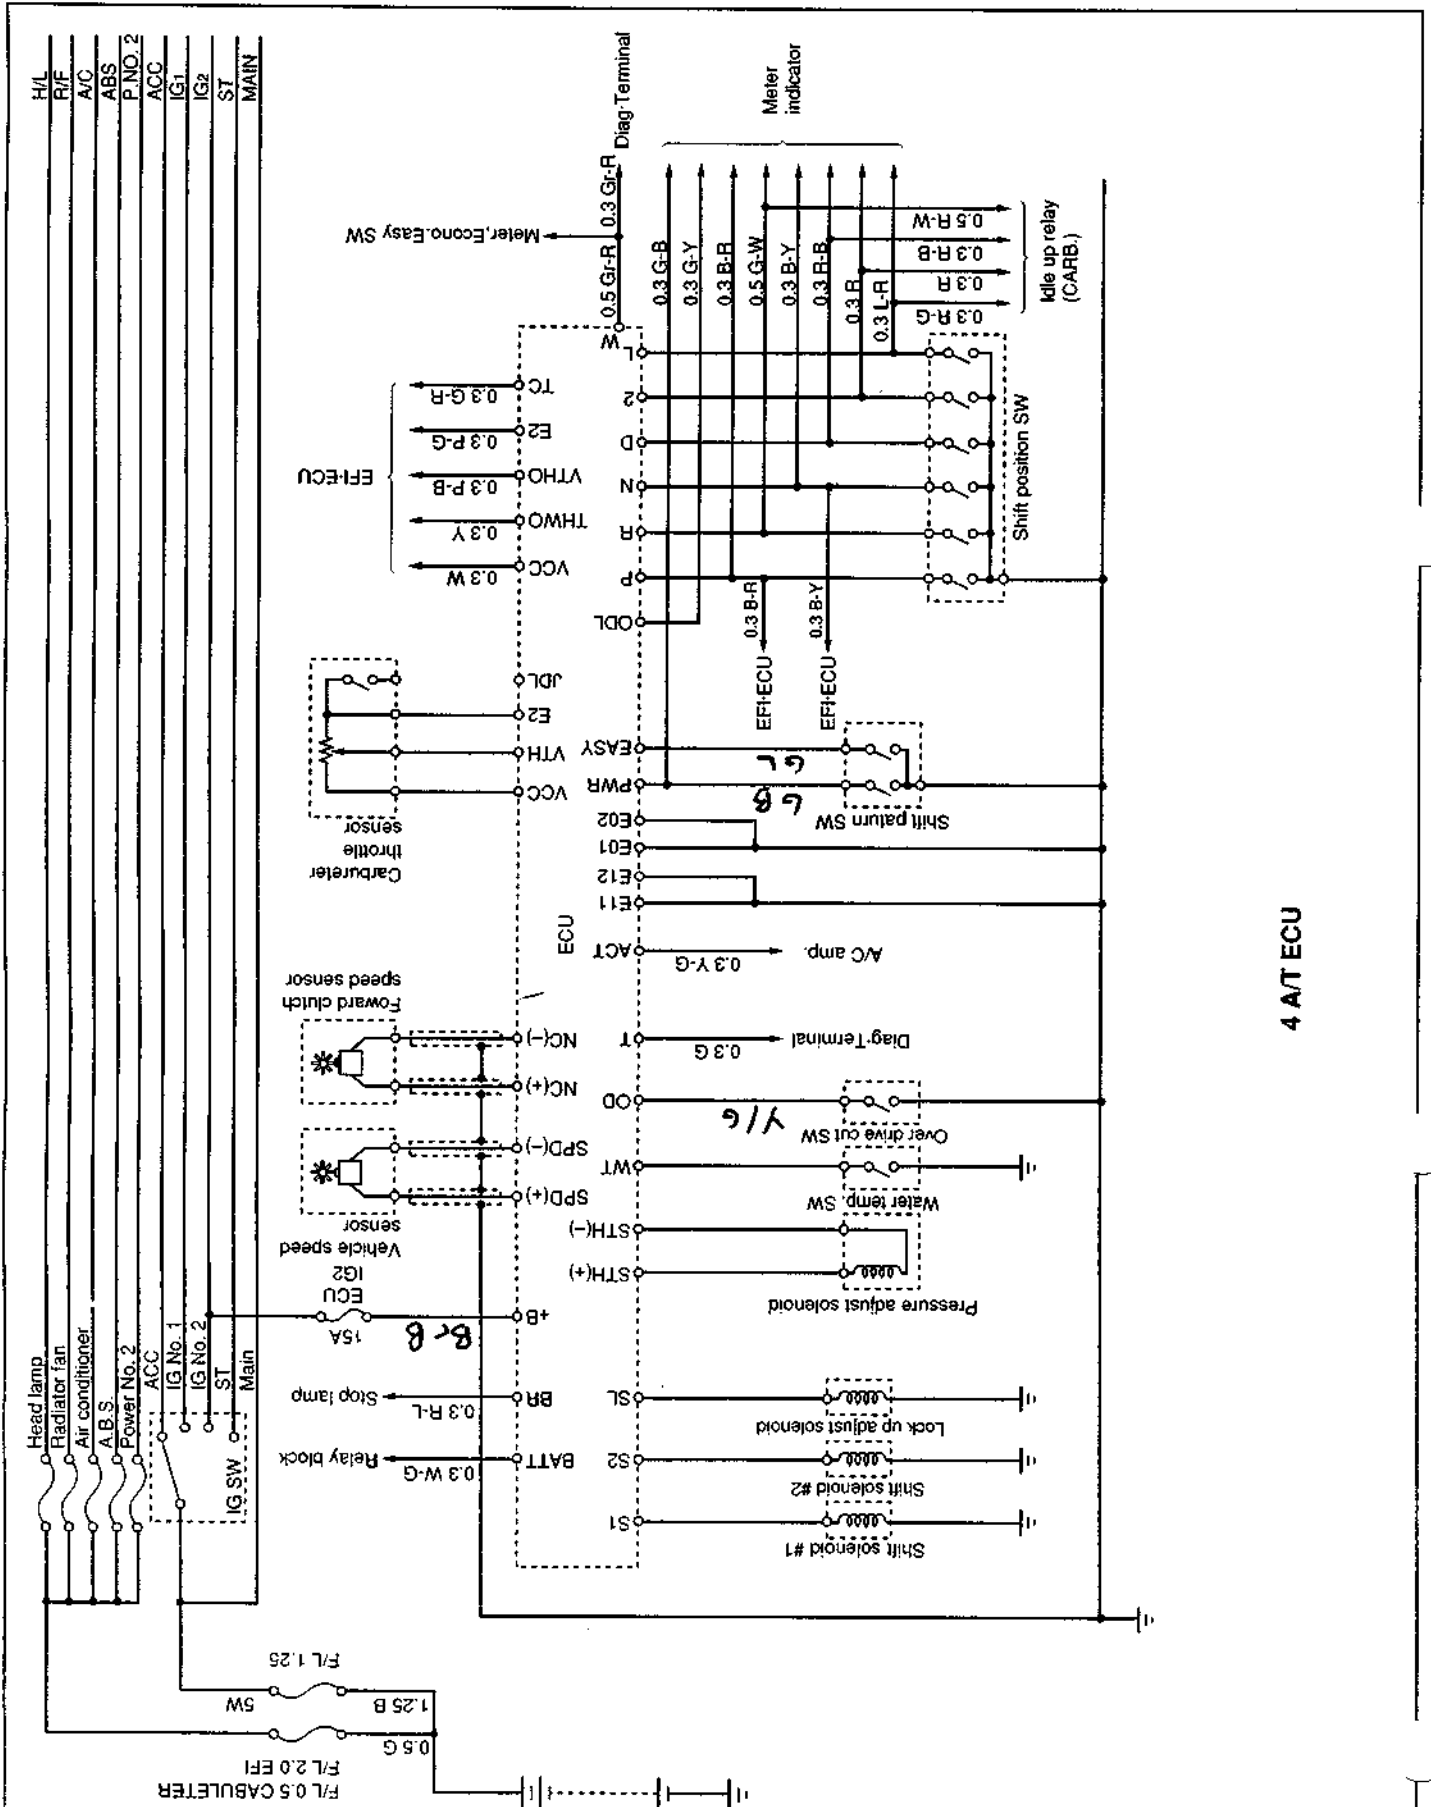 H/L
R/F
A/C
ABS
P.NO. 2
ACC
IG1
IG2
ST
MAIN
Head lamp
Radiator fan
Air conditioner
A.B.S.
Power No. 2
ACC
IG No. 1
IG No. 2
ST
Main
IG SW
F/L 1.25
5W
1.25 B
0.5 G
F/L 2.0 EFI
F/L 0.5 CABULETER
Diag·Terminal
0.3 Gr-R
Meter,Econo.Easy SW
0.5 Gr-R
W
Meter
indicator
0.3 G-B
0.3 G-Y
0.3 B-R
0.5 G-W
0.3 B-Y
0.3 R-B
0.3 R
0.3 L-R
0.5 R-W
0.3 R-B
0.3 R
0.3 R-G
Idle up relay
(CARB.)
EFI·ECU
0.3 G-R
TC
0.3 P-G
E2
0.3 P-B
VTHO
0.3 Y
THWO
0.3 W
VCC
L
2
D
N
R
P
ODL
Shift position SW
0.3 B-R
EFI·ECU
0.3 B-Y
EFI·ECU
JDL
E2
VTH
VCC
Carbureter
throttle
sensor
EASY
G L
PWR
G B
Shift paturn SW
E02
E01
E12
E11
ECU
ACT
0.3 Y-G
A/C amp.
Foward clutch
speed sensor
NC(−)
NC(+)
T
0.3 G
Diag·Terminal
OD
Y/G
Over drive cut SW
Vehicle speed
sensor
SPD(−)
SPD(+)
WT
Water temp. SW
STH(−)
STH(+)
Pressure adjust solenoid
IG2
ECU
15A
Br B
+B
Stop lamp
0.3 R-L
BR
Relay block
0.3 W-G
BATT
SL
Lock up adjust solenoid
S2
Shift solenoid #2
S1
Shift solenoid #1
4 A/T ECU